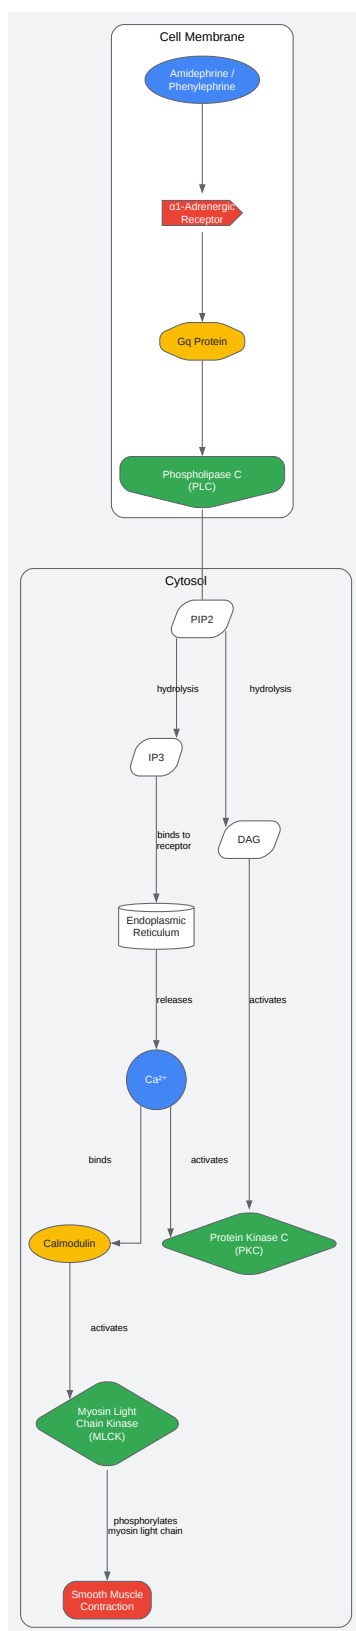 Cell Membrane
Amidephrine /
Phenylephrine
α1-Adrenergic
Receptor
Gq Protein
Phospholipase C
(PLC)
Cytosol
PIP2
hydrolysis
hydrolysis
IP3
binds to
receptor
DAG
Endoplasmic
Reticulum
releases
activates
Ca²⁺
binds
activates
Calmodulin
Protein Kinase C
(PKC)
activates
Myosin Light
Chain Kinase
(MLCK)
phosphorylates
myosin light chain
Smooth Muscle
Contraction